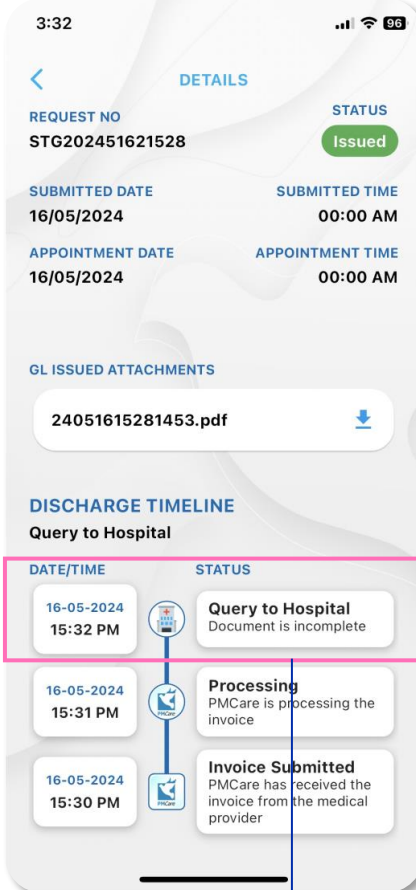 3:32
96
DETAILS
REQUEST NO
STATUS
STG202451621528
Issued
SUBMITTED DATE
SUBMITTED TIME
16/05/2024
00:00 AM
APPOINTMENT DATE
APPOINTMENT TIME
16/05/2024
00:00 AM
GL ISSUED ATTACHMENTS
24051615281453.pdf
DISCHARGE TIMELINE
Query to Hospital
DATE/TIME
STATUS
16-05-2024
15:32 PM
Query to Hospital
Document is incomplete
16-05-2024
15:31 PM
PMCare
Processing
PMCare is processing the
invoice
16-05-2024
15:30 PM
PMCare
Invoice Submitted
PMCare has received the
invoice from the medical
provider